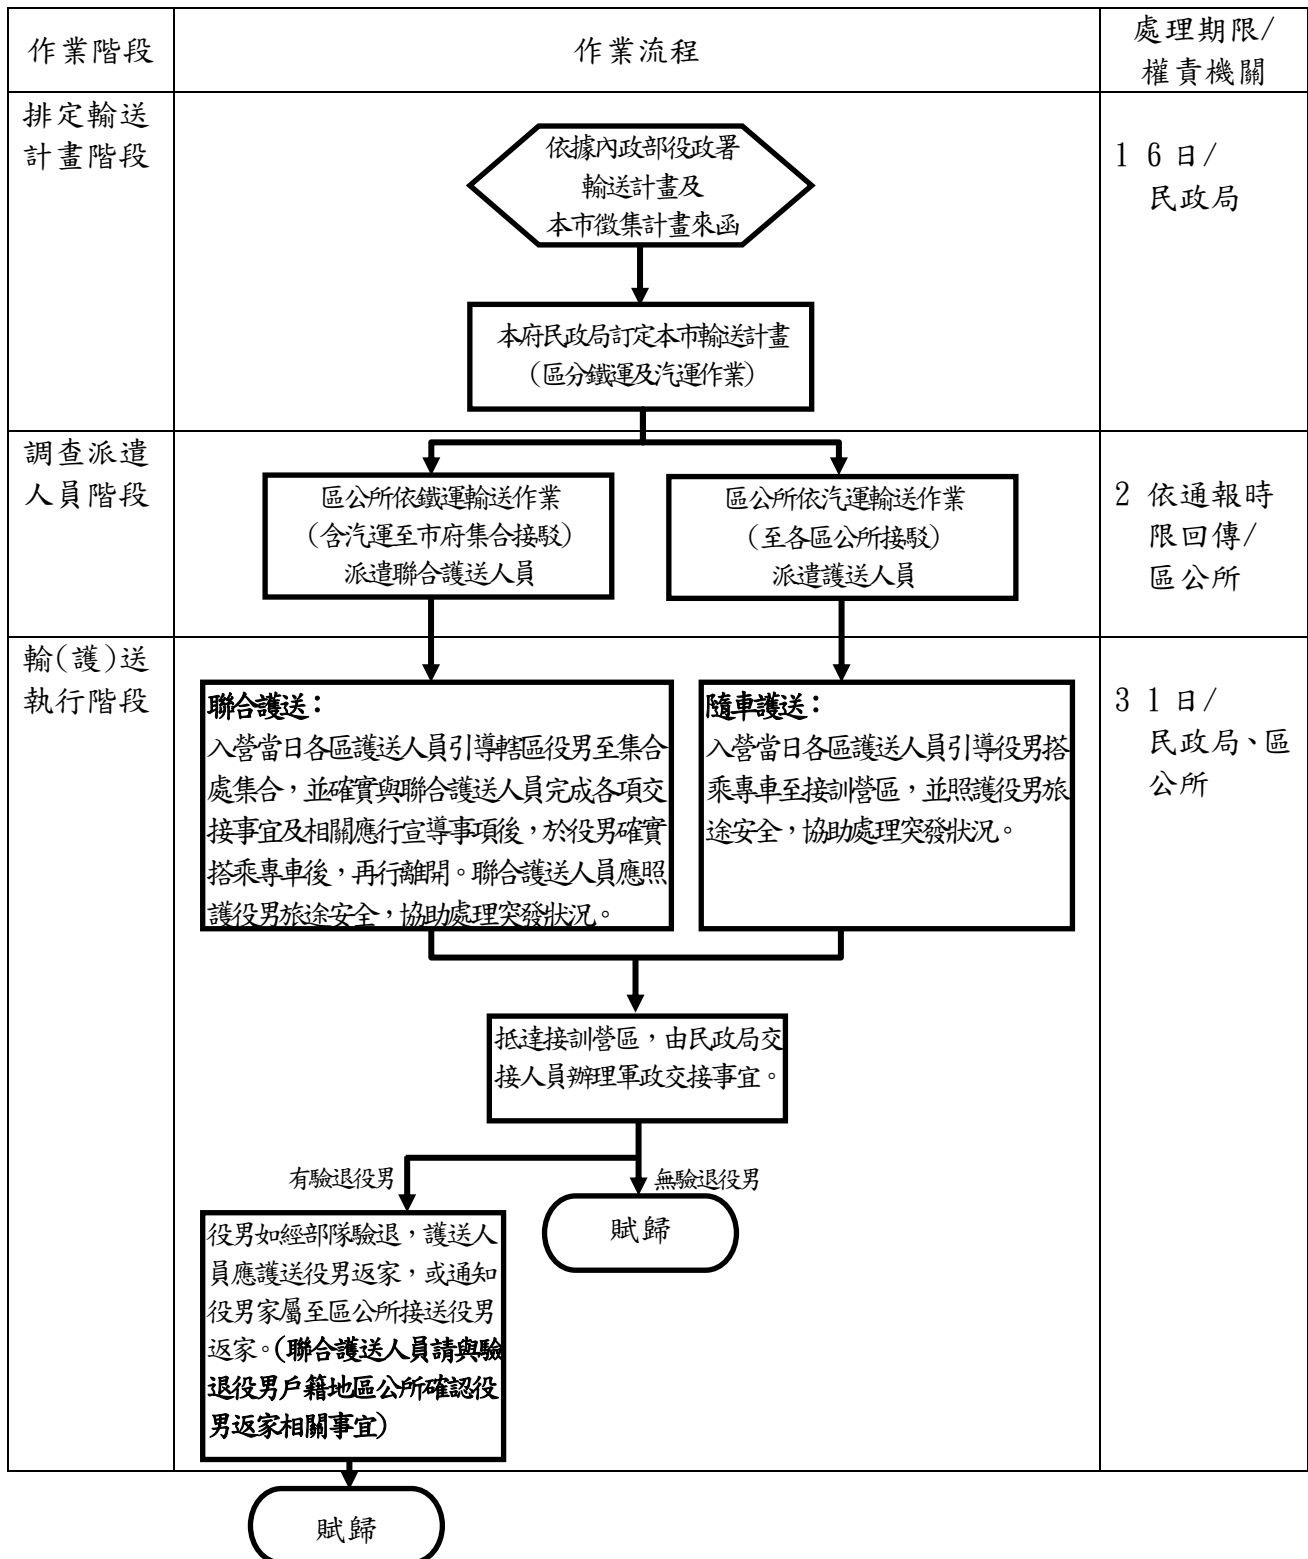 作業階段
作業流程
處理期限/
權責機關
排定輸送
計畫階段
依據內政部役政署
輸送計畫及
本市徵集計畫來函
1 6日/
民政局
本府民政局訂定本市輸送計畫
（區分鐵運及汽運作業）
調查派遣
人員階段
區公所依鐵運輸送作業
（含汽運至市府集合接駁）
派遣聯合護送人員
區公所依汽運輸送作業
（至各區公所接駁）
派遣護送人員
2 依通報時
限回傳/
區公所
輸(護)送
執行階段
聯合護送：
入營當日各區護送人員引導轄區役男至集合
處集合，並確實與聯合護送人員完成各項交
接事宜及相關應行宣導事項後，於役男確實
搭乘專車後，再行離開。聯合護送人員應照
護役男旅途安全，協助處理突發狀況。
隨車護送：
入營當日各區護送人員引導役男搭
乘專車至接訓營區，並照護役男旅
途安全，協助處理突發狀況。
3 1日/
民政局、區
公所
抵達接訓營區，由民政局交
接人員辦理軍政交接事宜。
有驗退役男
無驗退役男
賦歸
役男如經部隊驗退，護送人
員應護送役男返家，或通知
役男家屬至區公所接送役男
返家。(聯合護送人員請與驗
退役男戶籍地區公所確認役
男返家相關事宜)
賦歸